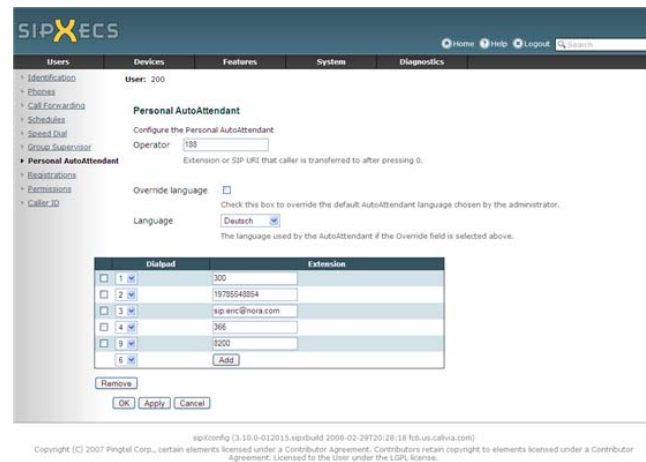 SIPXECS
Home Help Logout Search
Users Devices Features System Diagnostics
Identification
Phones
Call Forwarding
Schedules
Speed Dial
Group Supervisor
Personal AutoAttendant
Registrations
Permissions
Caller ID
User: 200
Personal AutoAttendant
Configure the Personal AutoAttendant
Operator 188
Extension or SIP URI that caller is transferred to after pressing 0.
Override language
Check this box to override the default AutoAttendant language chosen by the administrator.
Language Deutsch
The language used by the AutoAttendant if the Override field is selected above.
Dialpad Extension
1 300
2 19785548854
3 sip:eric@nora.com
4 366
9 8200
6 Add
Remove
OK Apply Cancel
sipXconfig (3.10.0-012015.sipxbuild 2008-02-29T20:28:18 fc6.us.calivia.com)
Copyright (C) 2007 Pingtel Corp., certain elements licensed under a Contributor Agreement. Contributors retain copyright to elements licensed under a Contributor
Agreement. Licensed to the User under the LGPL license.